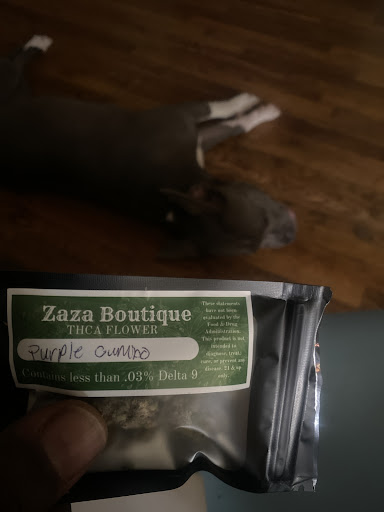 Zaza Boutique
THCA FLOWER
Purple Gumbo
Contains less than .03% Delta 9
These statements
have not been
evaluated by the
Food & Drug
Administration.
This product is not
intended to
diagnose, treat,
cure, or prevent any
disease. 21 & up
only.